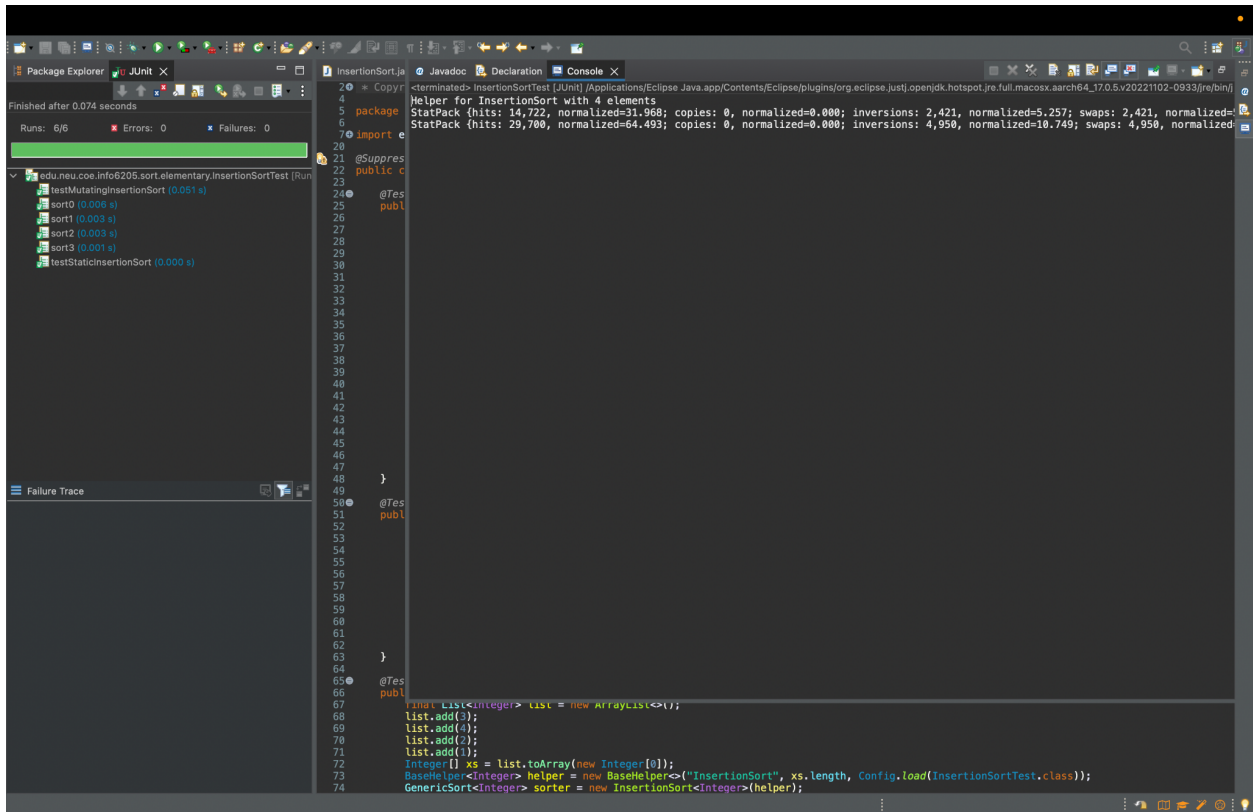 Package Explorer
JUnit
Finished after 0.074 seconds
Runs: 6/6
Errors: 0
Failures: 0
edu.neu.coe.info6205.sort.elementary.InsertionSortTest [Run
testMutatingInsertionSort (0.051 s)
sort0 (0.006 s)
sort1 (0.003 s)
sort2 (0.003 s)
sort3 (0.001 s)
testStaticInsertionSort (0.000 s)
Failure Trace
InsertionSort.ja
Javadoc
Declaration
Console
<terminated> InsertionSortTest [JUnit] /Applications/Eclipse Java.app/Contents/Eclipse/plugins/org.eclipse.justj.openjdk.hotspot.jre.full.macosx.aarch64_17.0.5.v20221102-0933/jre/bin/j
Helper for InsertionSort with 4 elements
StatPack {hits: 14,722, normalized=31.968; copies: 0, normalized=0.000; inversions: 2,421, normalized=5.257; swaps: 2,421, normalized=5
StatPack {hits: 29,700, normalized=64.493; copies: 0, normalized=0.000; inversions: 4,950, normalized=10.749; swaps: 4,950, normalized=
2 * Copyr
4
5 package
6
7 import e
20
21 @Suppres
22 public c
23
24 @Tes
25 publ
26
27
28
29
30
31
32
33
34
35
36
37
38
39
40
41
42
43
44
45
46
47
48 }
49
50 @Tes
51 publ
52
53
54
55
56
57
58
59
60
61
62
63 }
64
65 @Tes
66 publ
67 final List<Integer> list = new ArrayList<>();
68 list.add(3);
69 list.add(4);
70 list.add(2);
71 list.add(1);
72 Integer[] xs = list.toArray(new Integer[0]);
73 BaseHelper<Integer> helper = new BaseHelper<>("InsertionSort", xs.length, Config.load(InsertionSortTest.class));
74 GenericSort<Integer> sorter = new InsertionSort<Integer>(helper);